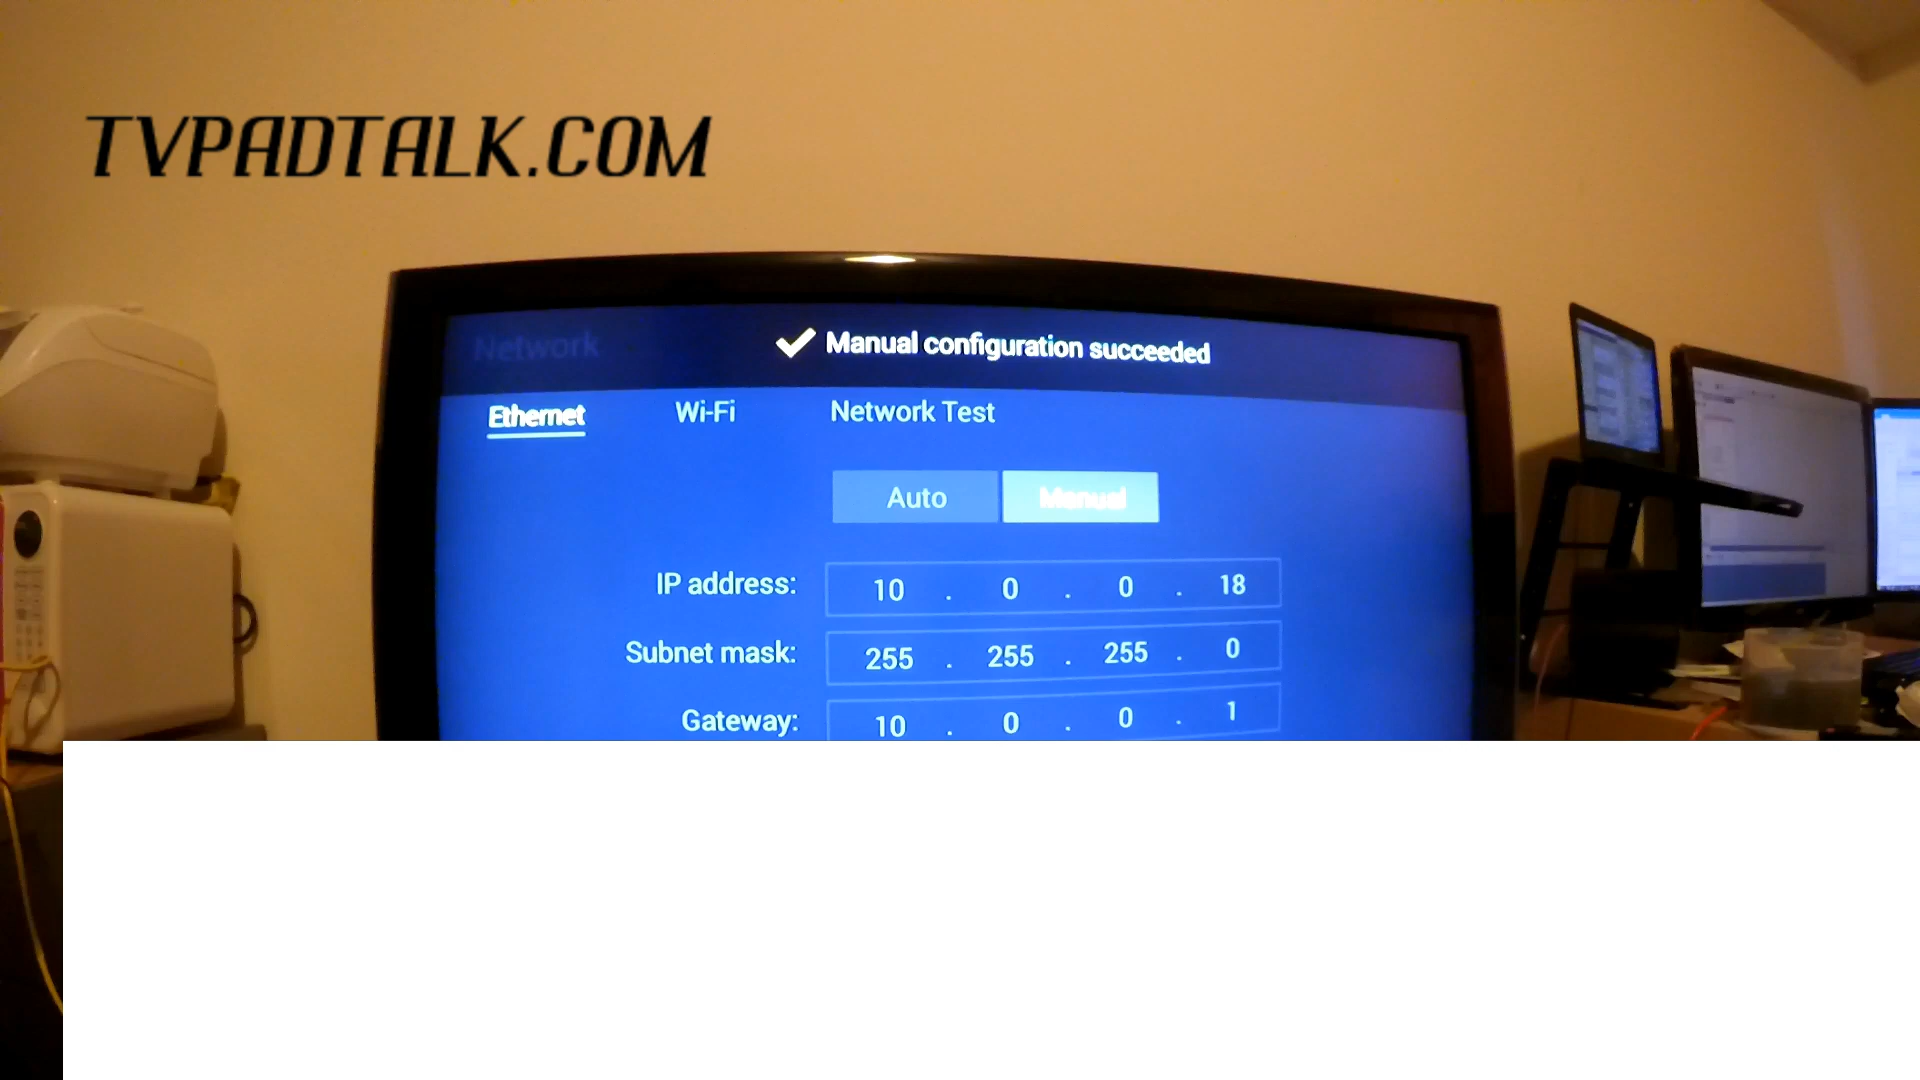 TVPADTALK.COM
Network
Manual configuration succeeded
Ethernet Wi-Fi Network Test
Auto Manual
IP address: 10 . 0 . 0 . 18
Subnet mask: 255 . 255 . 255 . 0
Gateway: 10 . 0 . 0 . 1